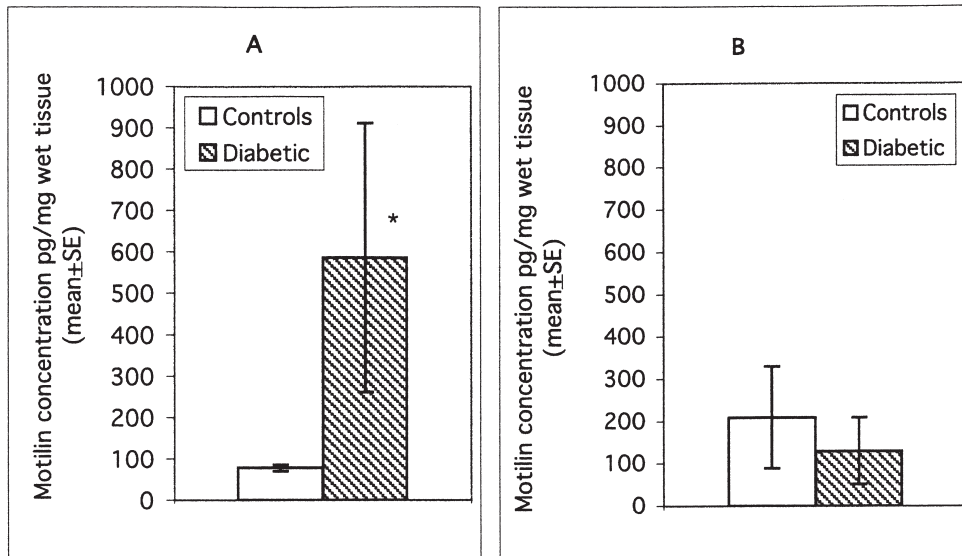 A
Motilin concentration pg/mg wet tissue
(mean±SE)
1000
900
800
700
600
500
400
300
200
100
0
Controls
Diabetic
*
B
Motilin concentration pg/mg wet tissue
(mean±SE)
1000
900
800
700
600
500
400
300
200
100
0
Controls
Diabetic